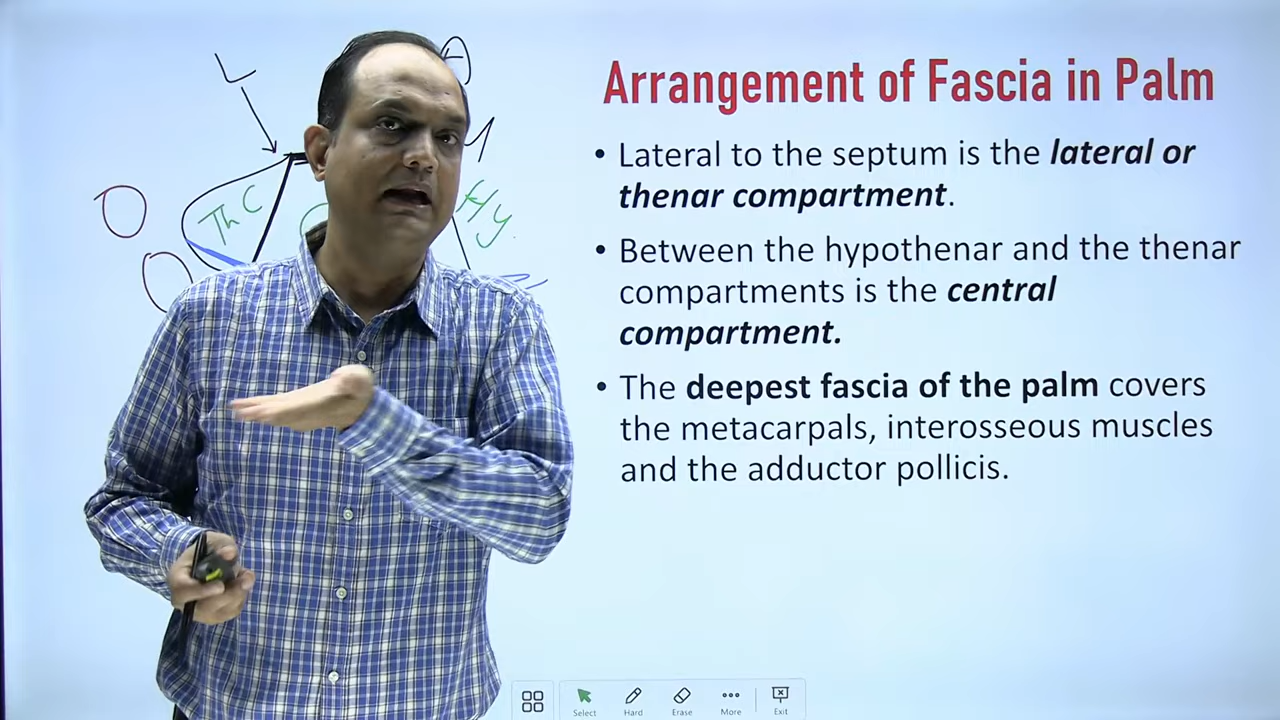 L
A
M
Th C
Hy.
Arrangement of Fascia in Palm
• Lateral to the septum is the lateral or
thenar compartment.
• Between the hypothenar and the thenar
compartments is the central
compartment.
• The deepest fascia of the palm covers
the metacarpals, interosseous muscles
and the adductor pollicis.
Select Hard Erase More Exit